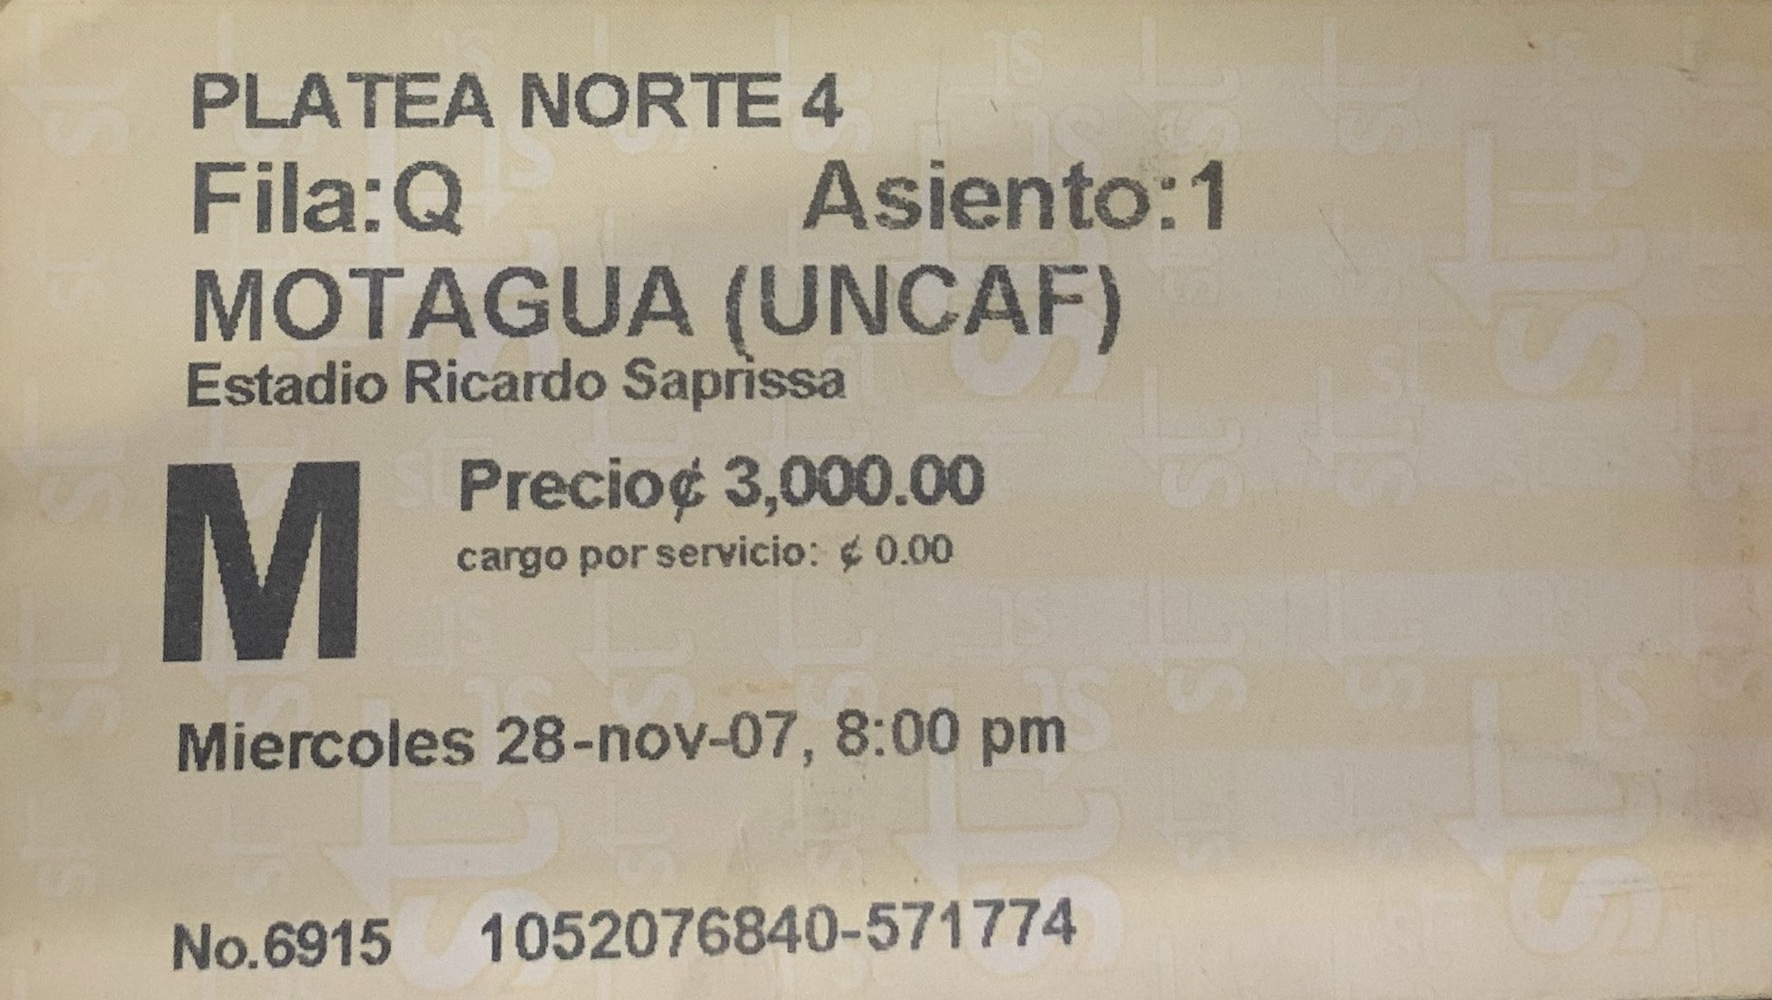 PLATEA NORTE 4
Fila:Q Asiento:1
MOTAGUA (UNCAF)
Estadio Ricardo Saprissa
M
Precio¢ 3,000.00
cargo por servicio: ¢ 0.00
Miercoles 28-nov-07, 8:00 pm
No.6915 1052076840-571774